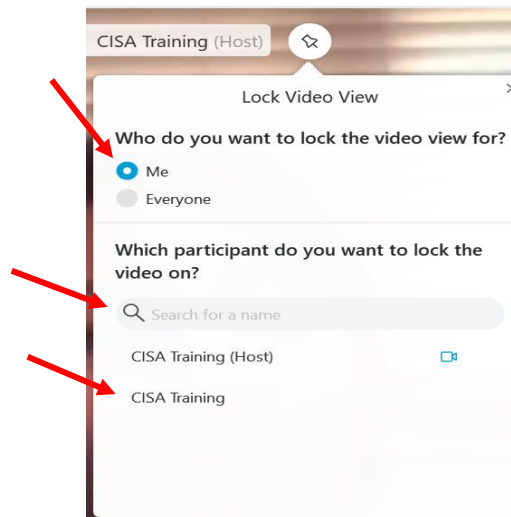 CISA Training (Host)
Lock Video View
Who do you want to lock the video view for?
Me
Everyone
Which participant do you want to lock the
video on?
Search for a name
CISA Training (Host)
CISA Training